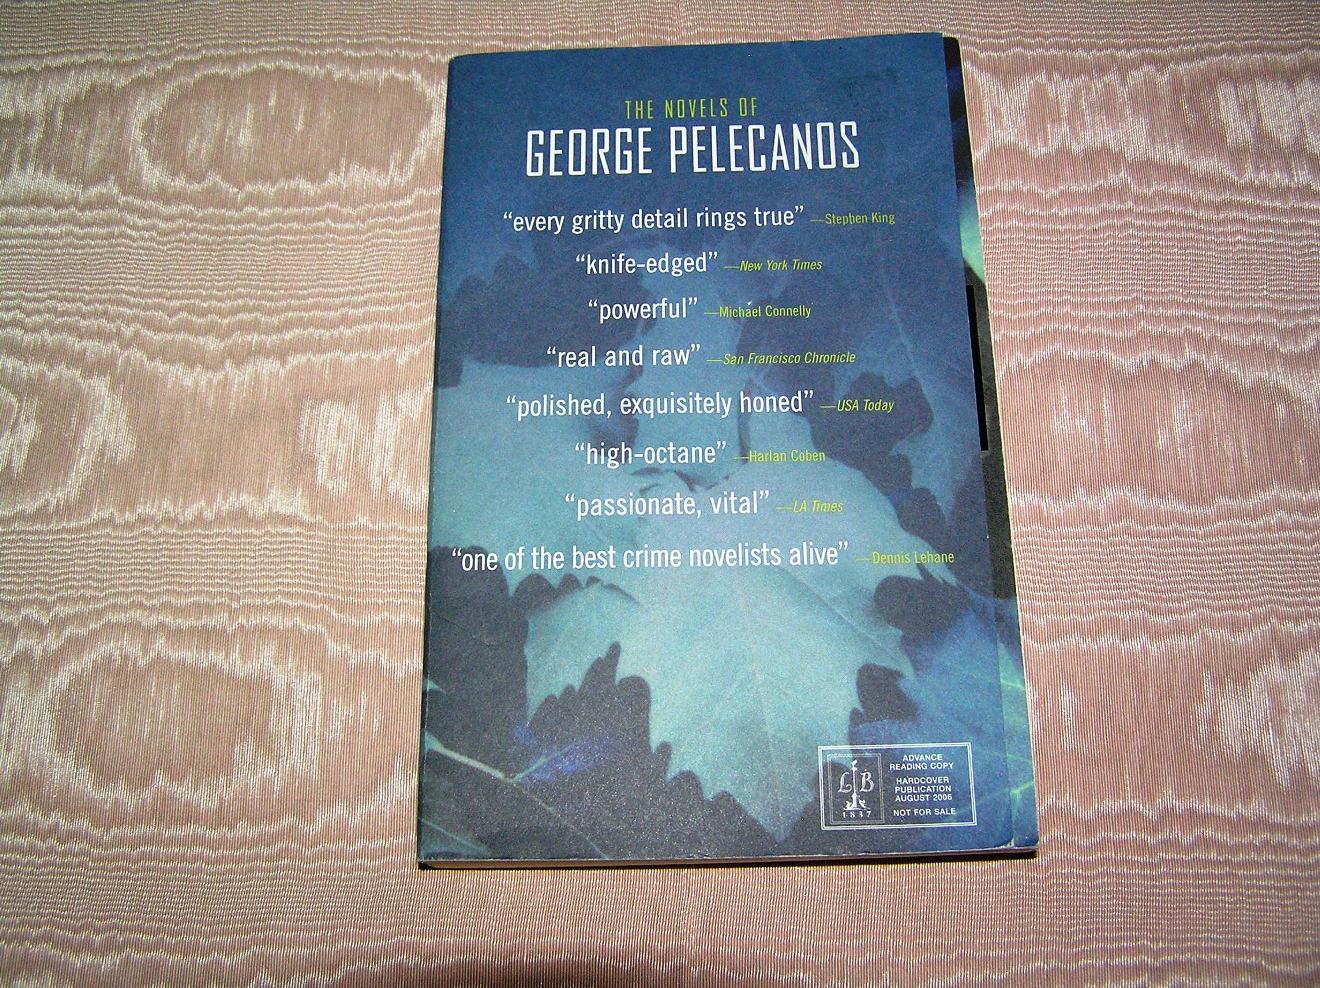 THE NOVELS OF
GEORGE PELECANOS
“every gritty detail rings true” —Stephen King
“knife-edged” —New York Times
“powerful” —Michael Connelly
“real and raw” —San Francisco Chronicle
“polished, exquisitely honed” —USA Today
“high-octane” —Harlan Coben
“passionate, vital” —LA Times
“one of the best crime novelists alive” —Dennis Lehane
LB
1837
ADVANCE
READING COPY
HARDCOVER
PUBLICATION
AUGUST 2006
NOT FOR SALE